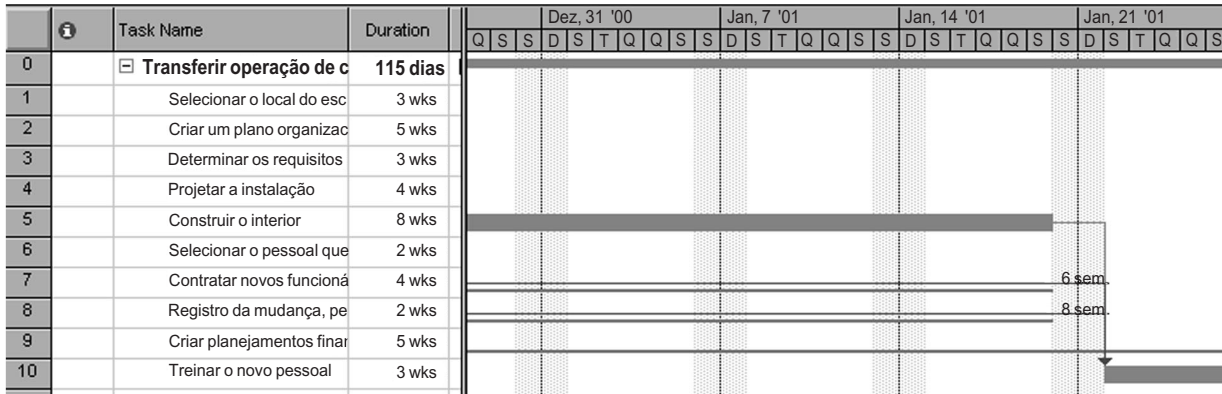 Task Name Duration Dez, 31 '00 Jan, 7 '01 Jan, 14 '01 Jan, 21 '01
Q S S D S T Q Q S S D S T Q Q S S D S T Q Q S S D S T Q Q S
0 Transferir operação de c 115 dias
1 Selecionar o local do esc 3 wks
2 Criar um plano organizac 5 wks
3 Determinar os requisitos 3 wks
4 Projetar a instalação 4 wks
5 Construir o interior 8 wks
6 Selecionar o pessoal que 2 wks
7 Contratar novos funcioná 4 wks 6 sem.
8 Registro da mudança, pe 2 wks 8 sem.
9 Criar planejamentos finar 5 wks
10 Treinar o novo pessoal 3 wks